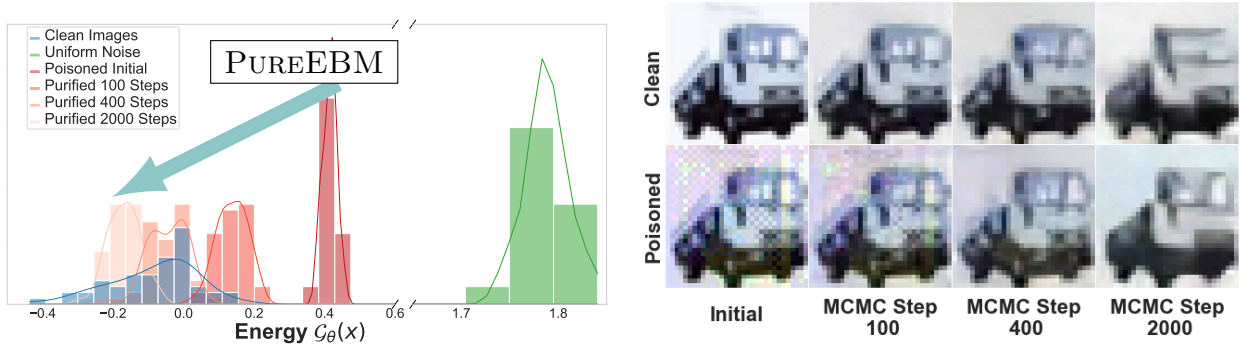 Clean Images
Uniform Noise
Poisoned Initial
Purified 100 Steps
Purified 400 Steps
Purified 2000 Steps
PUREEBM
−0.4 −0.2 0.0 0.2 0.4 0.6 1.7 1.8
Energy 𝒢θ(x)
Clean
Poisoned
Initial
MCMC Step
100
MCMC Step
400
MCMC Step
2000